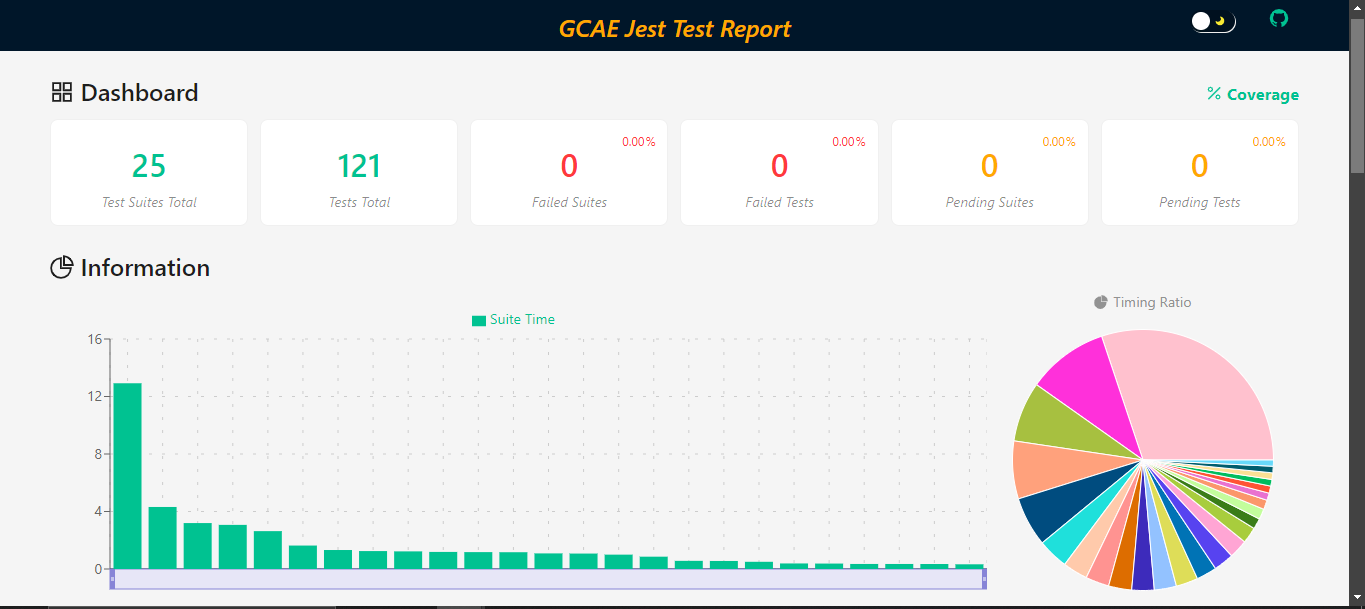 GCAE Jest Test Report
Dashboard
% Coverage
25
Test Suites Total
121
Tests Total
0.00%
0
Failed Suites
0.00%
0
Failed Tests
0.00%
0
Pending Suites
0.00%
0
Pending Tests
Information
Suite Time
16
12
8
4
0
Timing Ratio